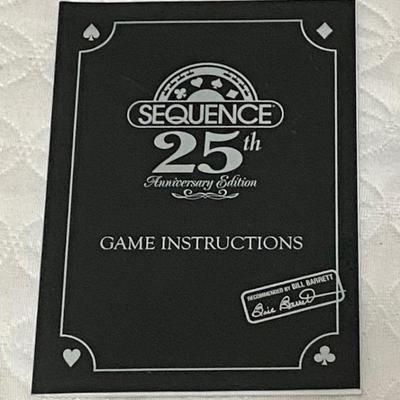 SEQUENCE
25th
Anniversary Edition
GAME INSTRUCTIONS
RECOMMENDED BY BILL BARRETT